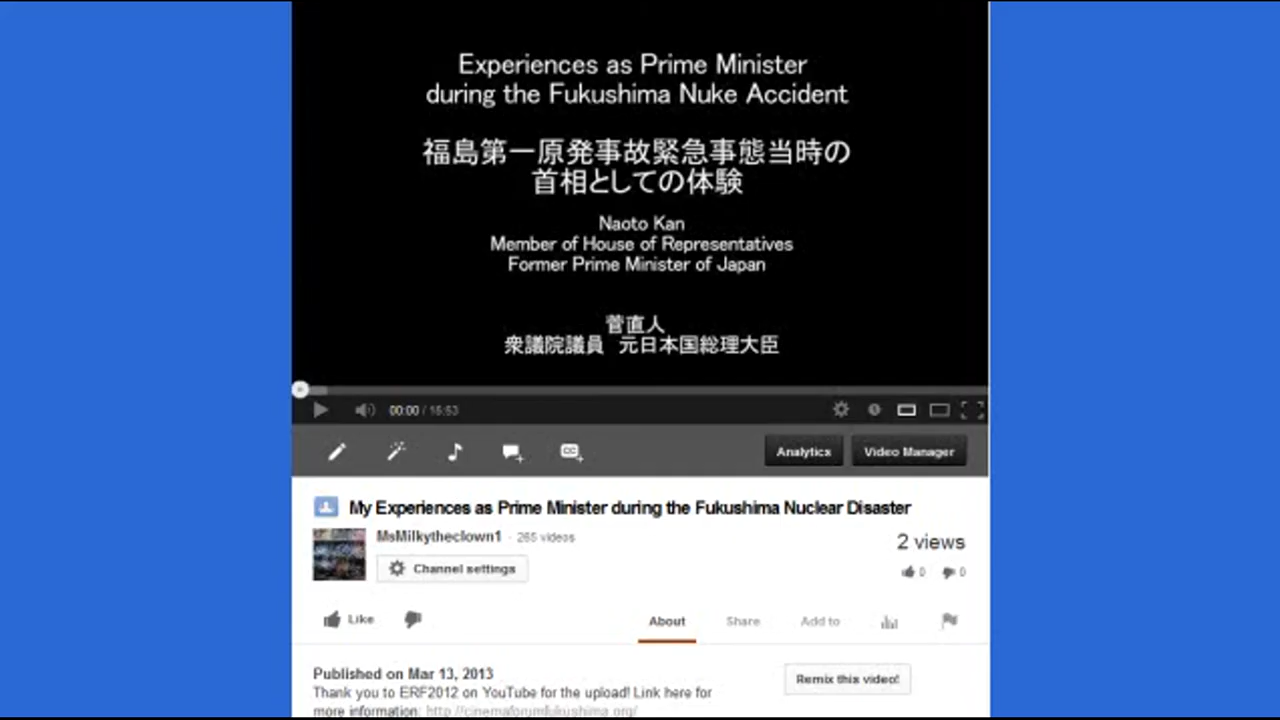 Experiences as Prime Minister
during the Fukushima Nuke Accident
福島第一原発事故緊急事態当時の
首相としての体験
Naoto Kan
Member of House of Representatives
Former Prime Minister of Japan
菅直人
衆議院議員 元日本国総理大臣
00:00 / 15:53
CC
Analytics
Video Manager
My Experiences as Prime Minister during the Fukushima Nuclear Disaster
MsMilkytheclown1 · 265 videos
Channel settings
2 views
0 0
Like
About Share Add to
Published on Mar 13, 2013
Remix this video!
Thank you to ERF2012 on YouTube for the upload! Link here for
more information: http://cinemaforumfukushima.org/